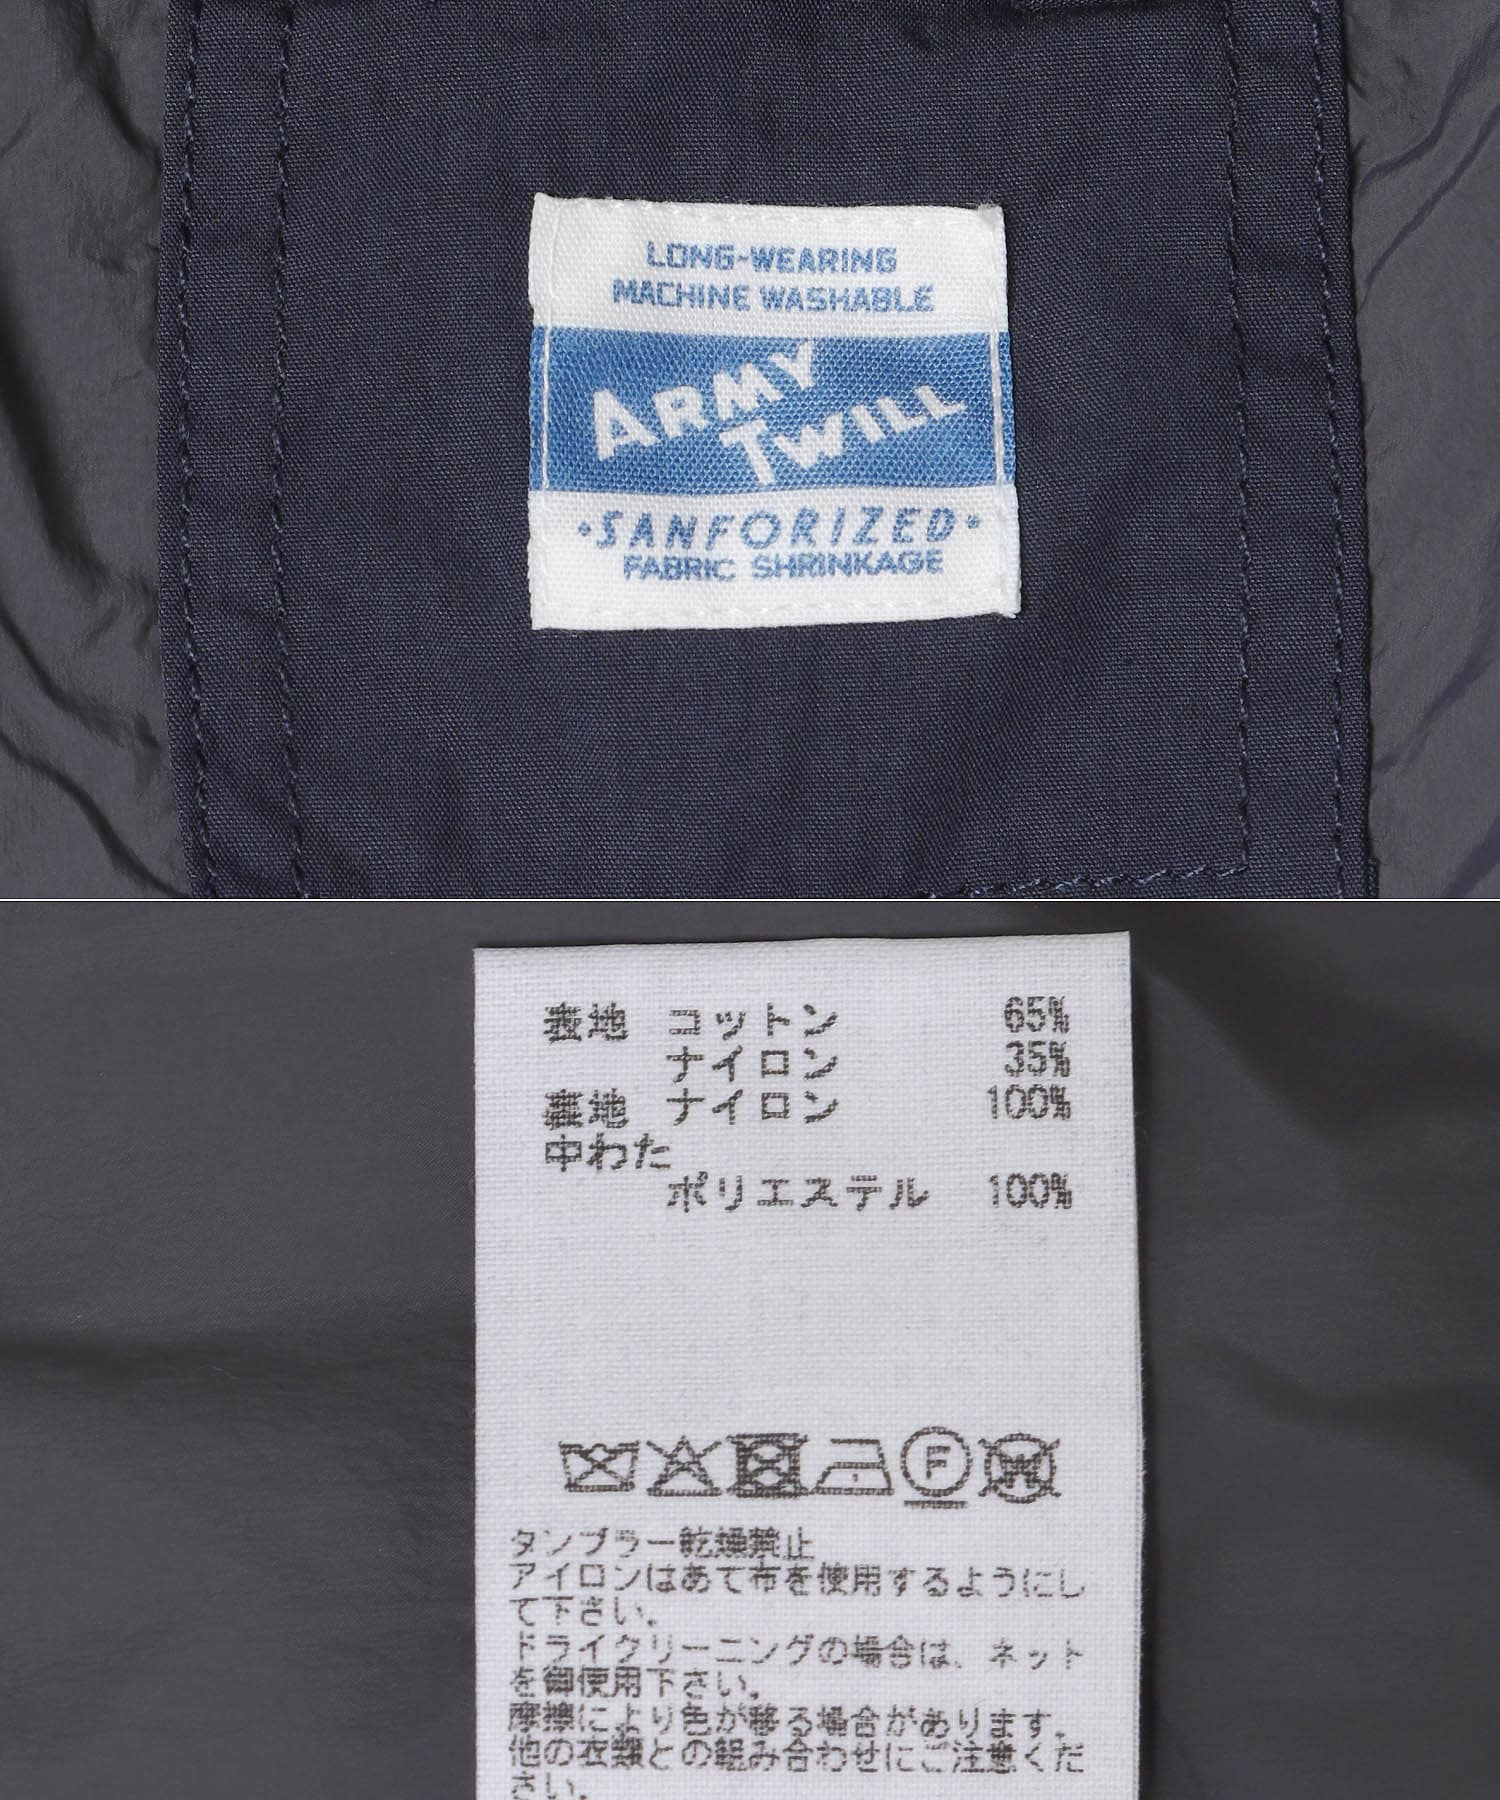 LONG-WEARING
MACHINE WASHABLE
ARMY
TWILL
•SANFORIZED•
FABRIC SHRINKAGE
表地 コットン 65%
ナイロン 35%
裏地 ナイロン 100%
中わた
ポリエステル 100%
F
W
タンブラー乾燥禁止
アイロンはあて布を使用するようにし
て下さい。
ドライクリーニングの場合は、ネット
を御使用下さい。
摩擦により色が移る場合があります。
他の衣類との組み合わせにご注意くだ
さい。